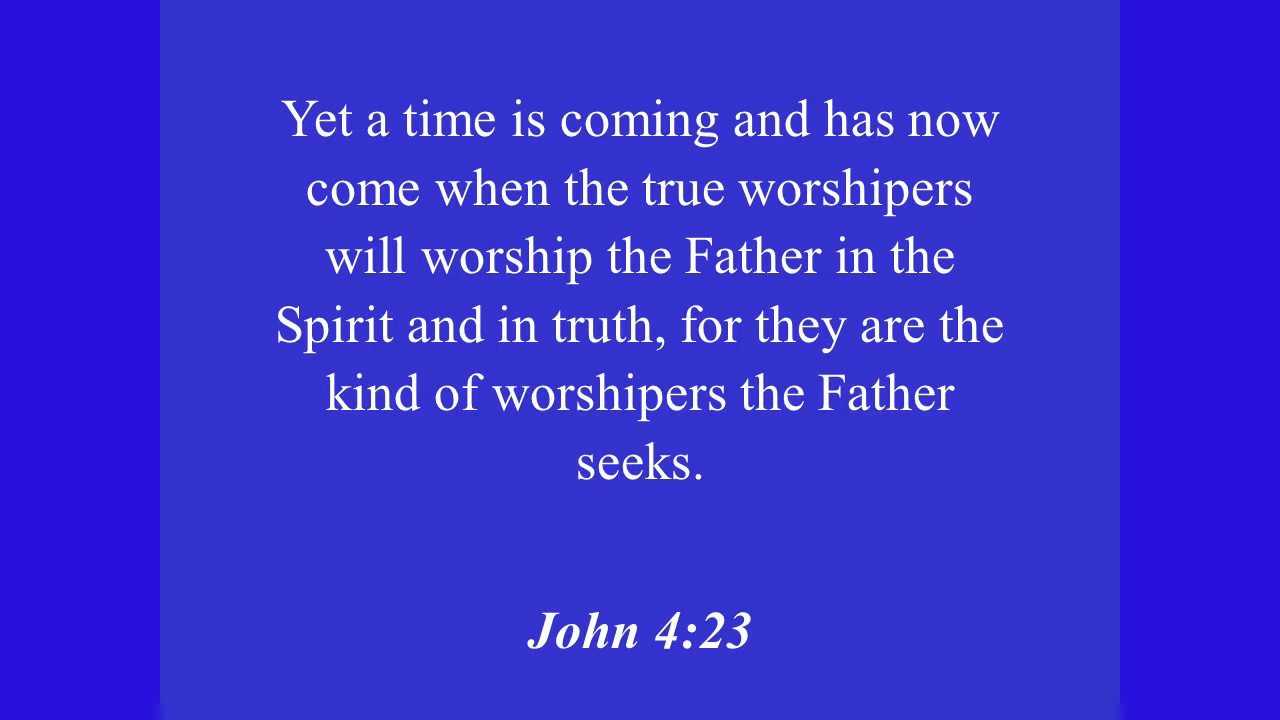 Yet a time is coming and has now
come when the true worshipers
will worship the Father in the
Spirit and in truth, for they are the
kind of worshipers the Father
seeks.
John 4:23